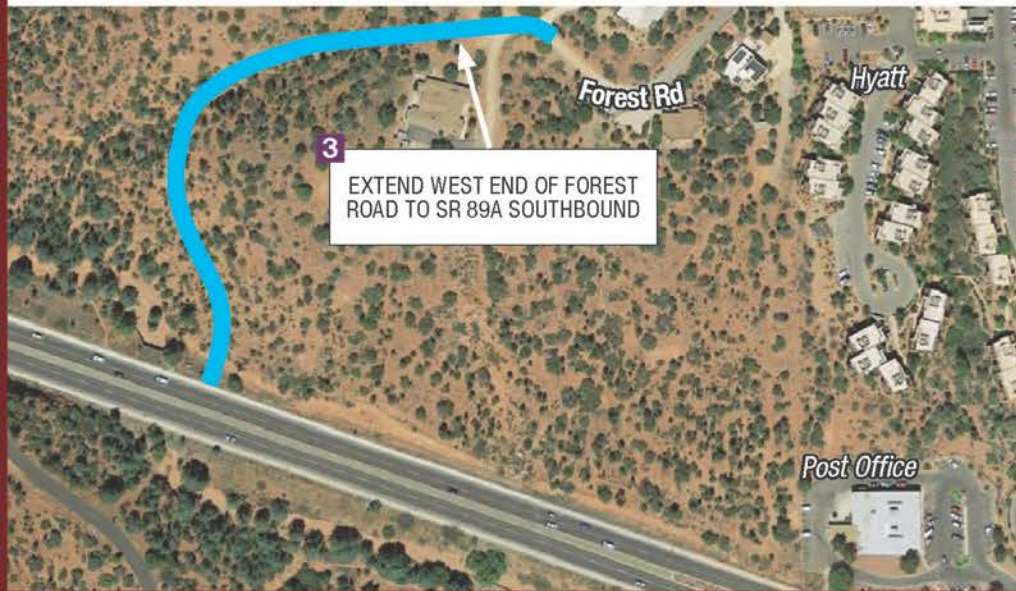 Forest Rd
Hyatt
3
EXTEND WEST END OF FOREST
ROAD TO SR 89A SOUTHBOUND
Post Office